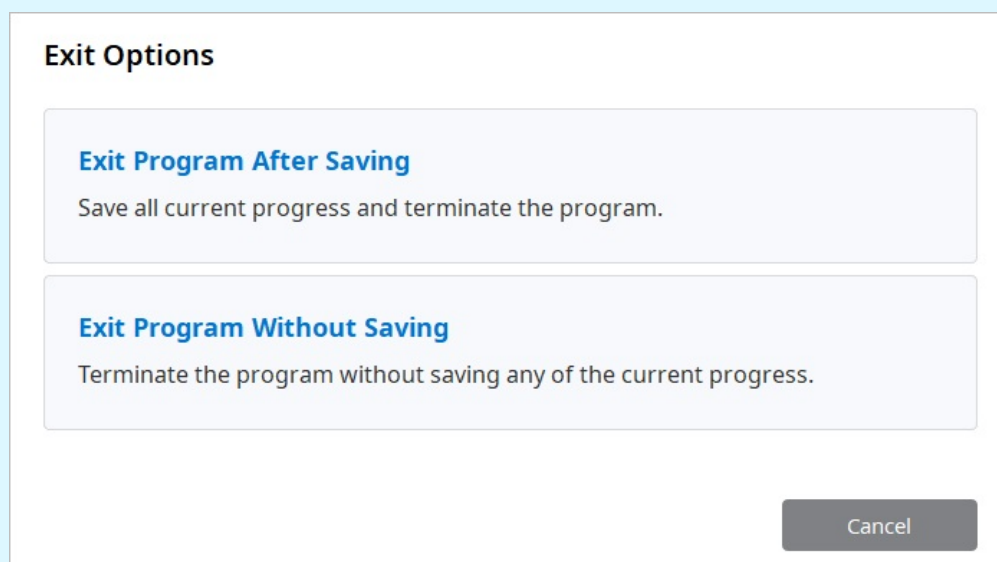 Exit Options
Exit Program After Saving
Save all current progress and terminate the program.
Exit Program Without Saving
Terminate the program without saving any of the current progress.
Cancel